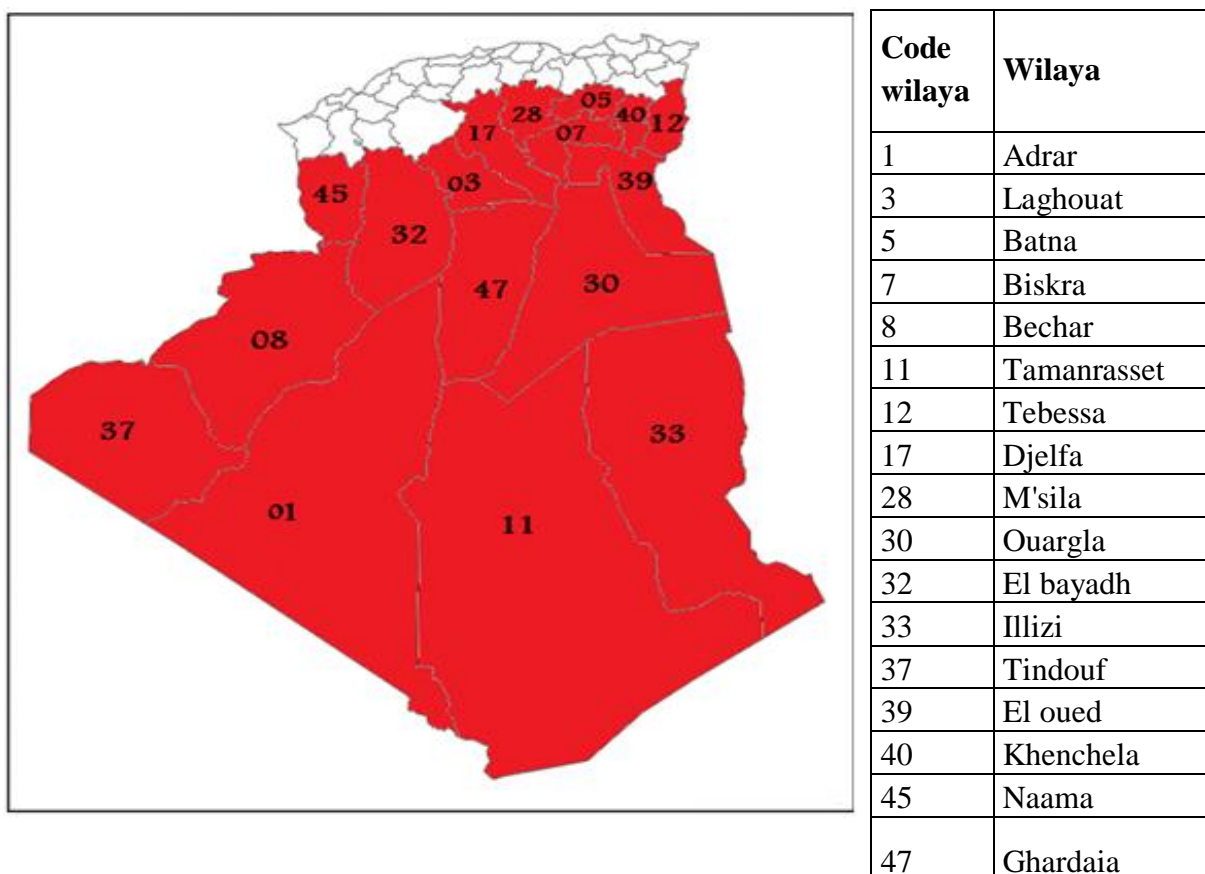 05
28
40
12
17
07
03
45
39
32
47
30
08
37
33
01
11
Code wilaya Wilaya
1 Adrar
3 Laghouat
5 Batna
7 Biskra
8 Bechar
11 Tamanrasset
12 Tebessa
17 Djelfa
28 M'sila
30 Ouargla
32 El bayadh
33 Illizi
37 Tindouf
39 El oued
40 Khenchela
45 Naama
47 Ghardaia